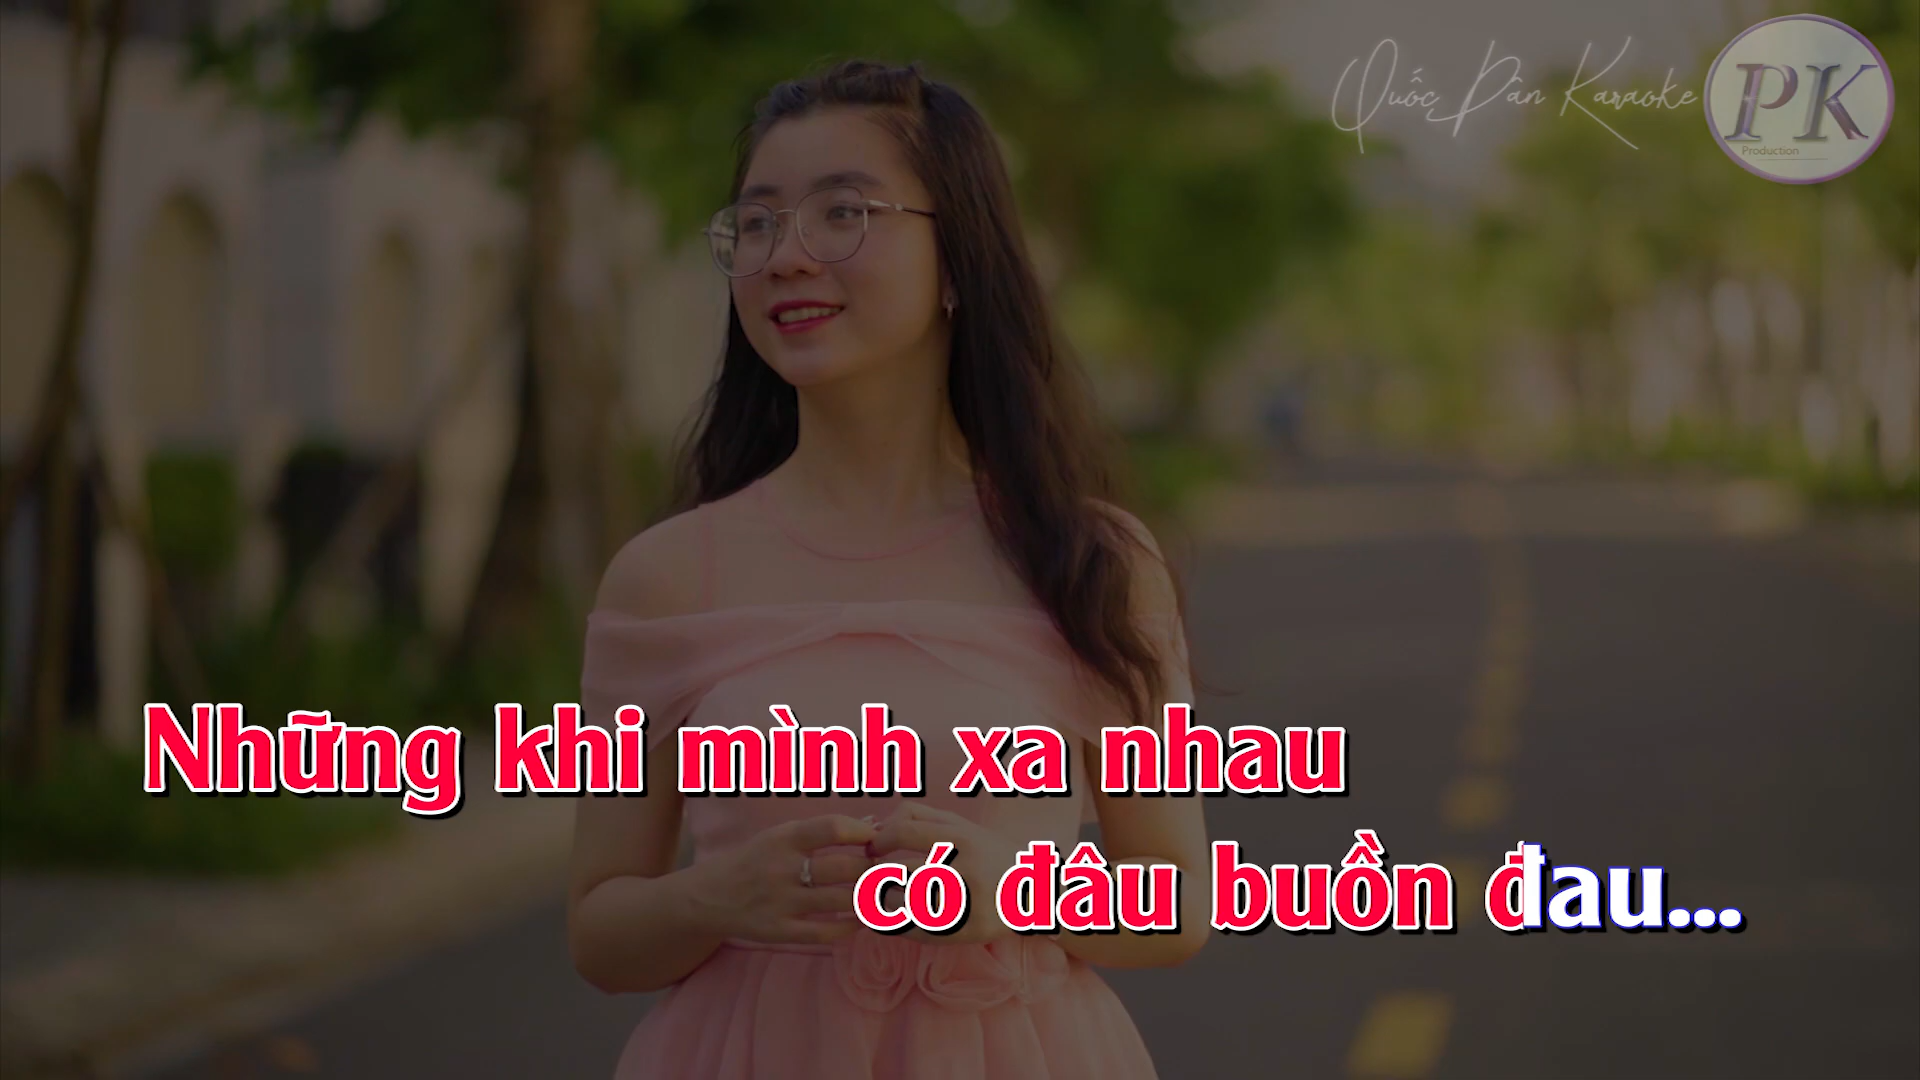 Quốc Dân Karaoke
PK
Production
Những khi mình xa nhau
có đâu buồn đau...